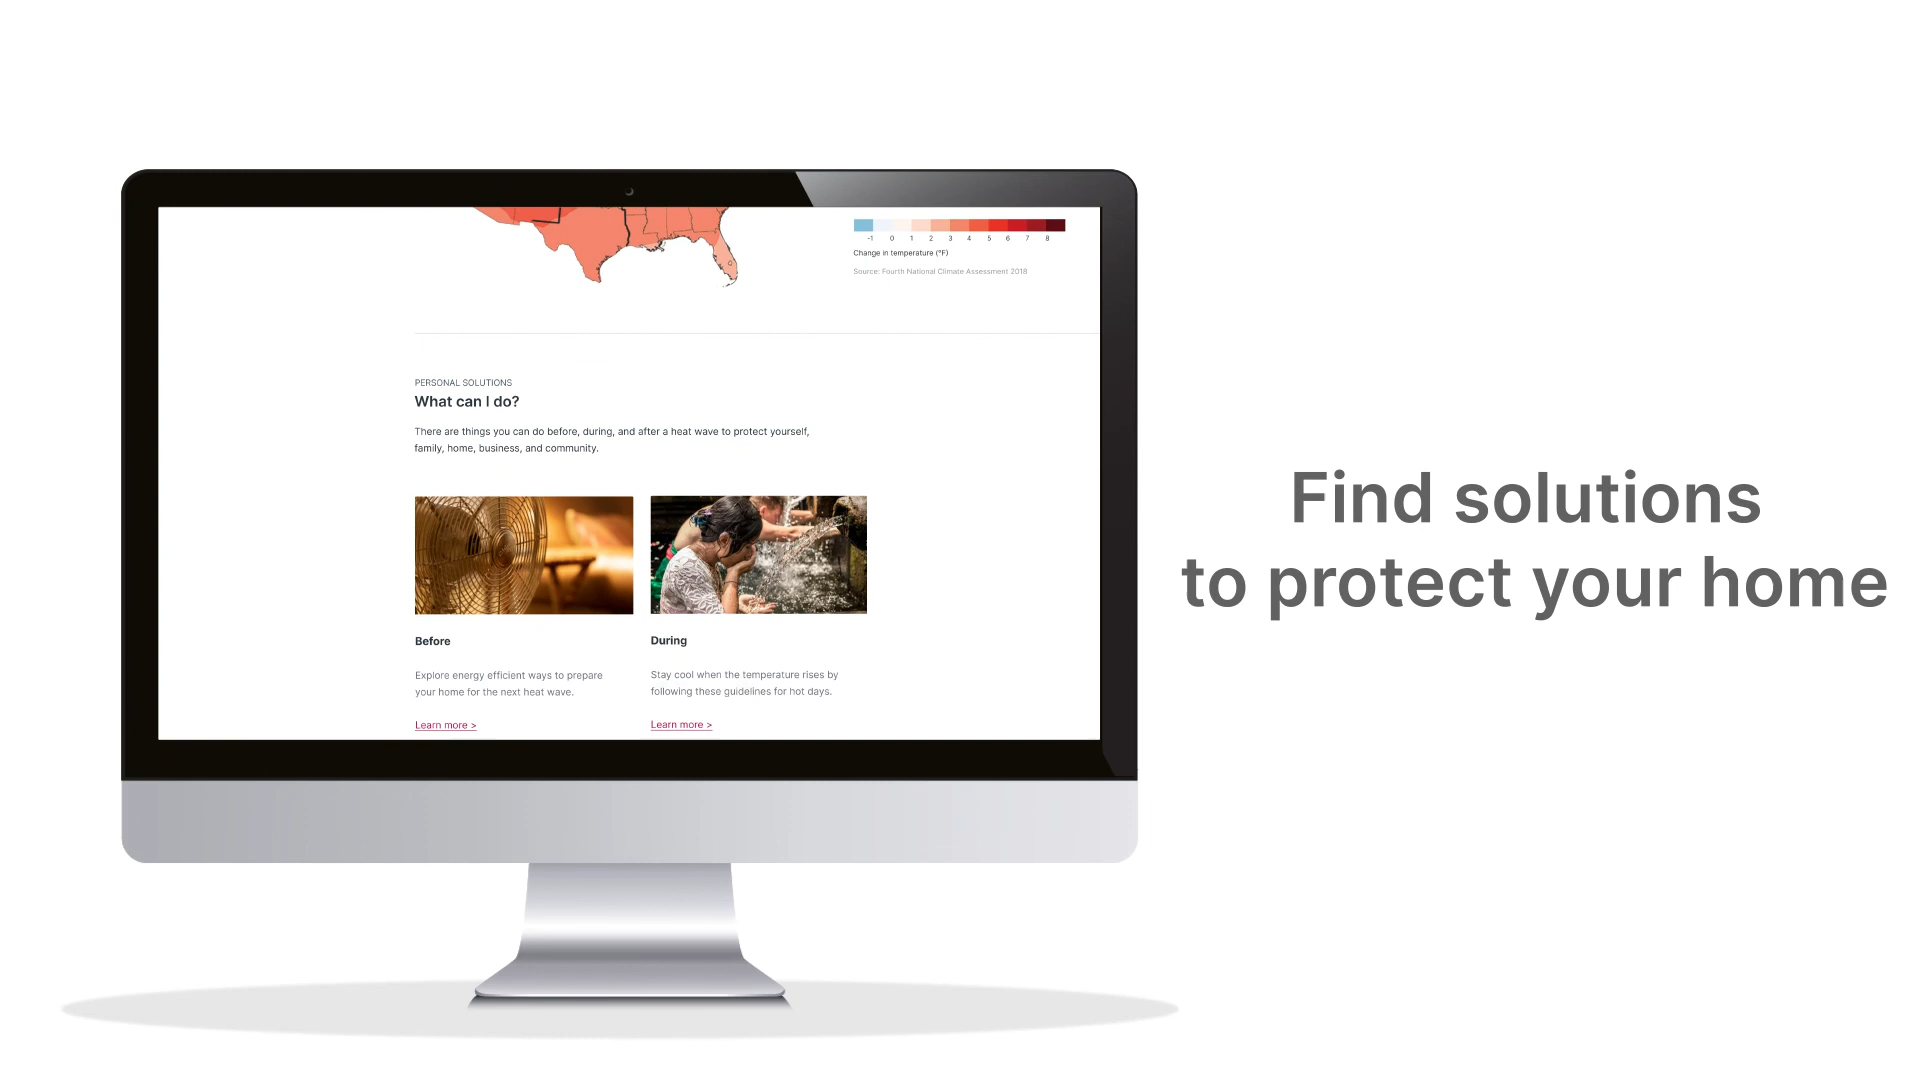 -1 0 1 2 3 4 5 6 7 8
Change in temperature (°F)
Source: Fourth National Climate Assessment 2018
PERSONAL SOLUTIONS
What can I do?
There are things you can do before, during, and after a heat wave to protect yourself,
family, home, business, and community.
Before
Explore energy efficient ways to prepare
your home for the next heat wave.
Learn more >
During
Stay cool when the temperature rises by
following these guidelines for hot days.
Learn more >
Find solutions
to protect your home